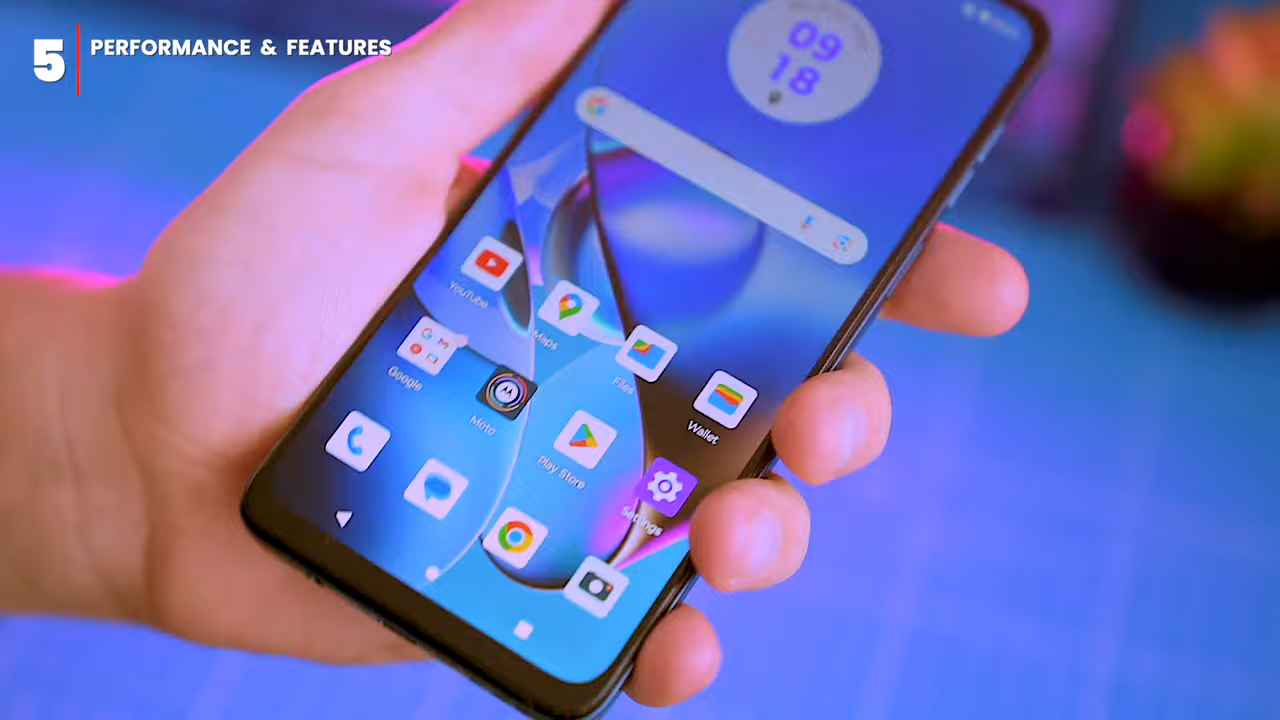 5
PERFORMANCE & FEATURES
09
18
YouTube
Maps
Files
Wallet
Google
Moto
Play Store
Settings